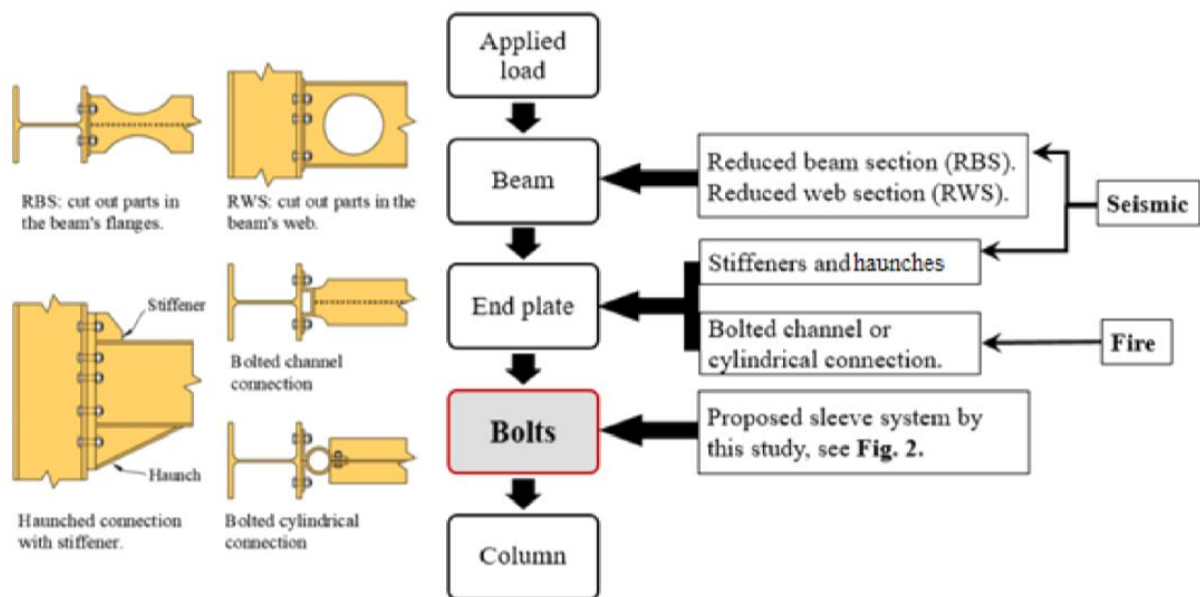 RBS: cut out parts in
the beam's flanges.
RWS: cut out parts in the
beam's web.
Stiffener
Haunch
Haunched connection
with stiffener.
Bolted channel
connection
Bolted cylindrical
connection
Applied
load
Beam
End plate
Bolts
Column
Reduced beam section (RBS).
Reduced web section (RWS).
Stiffeners and haunches
Bolted channel or
cylindrical connection.
Proposed sleeve system by
this study, see Fig. 2.
Seismic
Fire